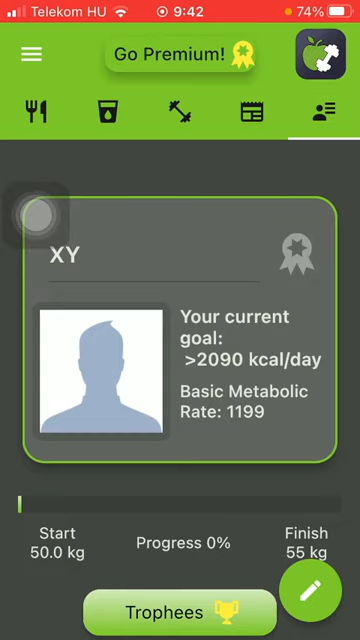 Telekom HU 9:42 74%
Go Premium!
XY
Your current
goal:
>2090 kcal/day
Basic Metabolic
Rate: 1199
Start
50.0 kg
Progress 0%
Finish
55 kg
Trophees